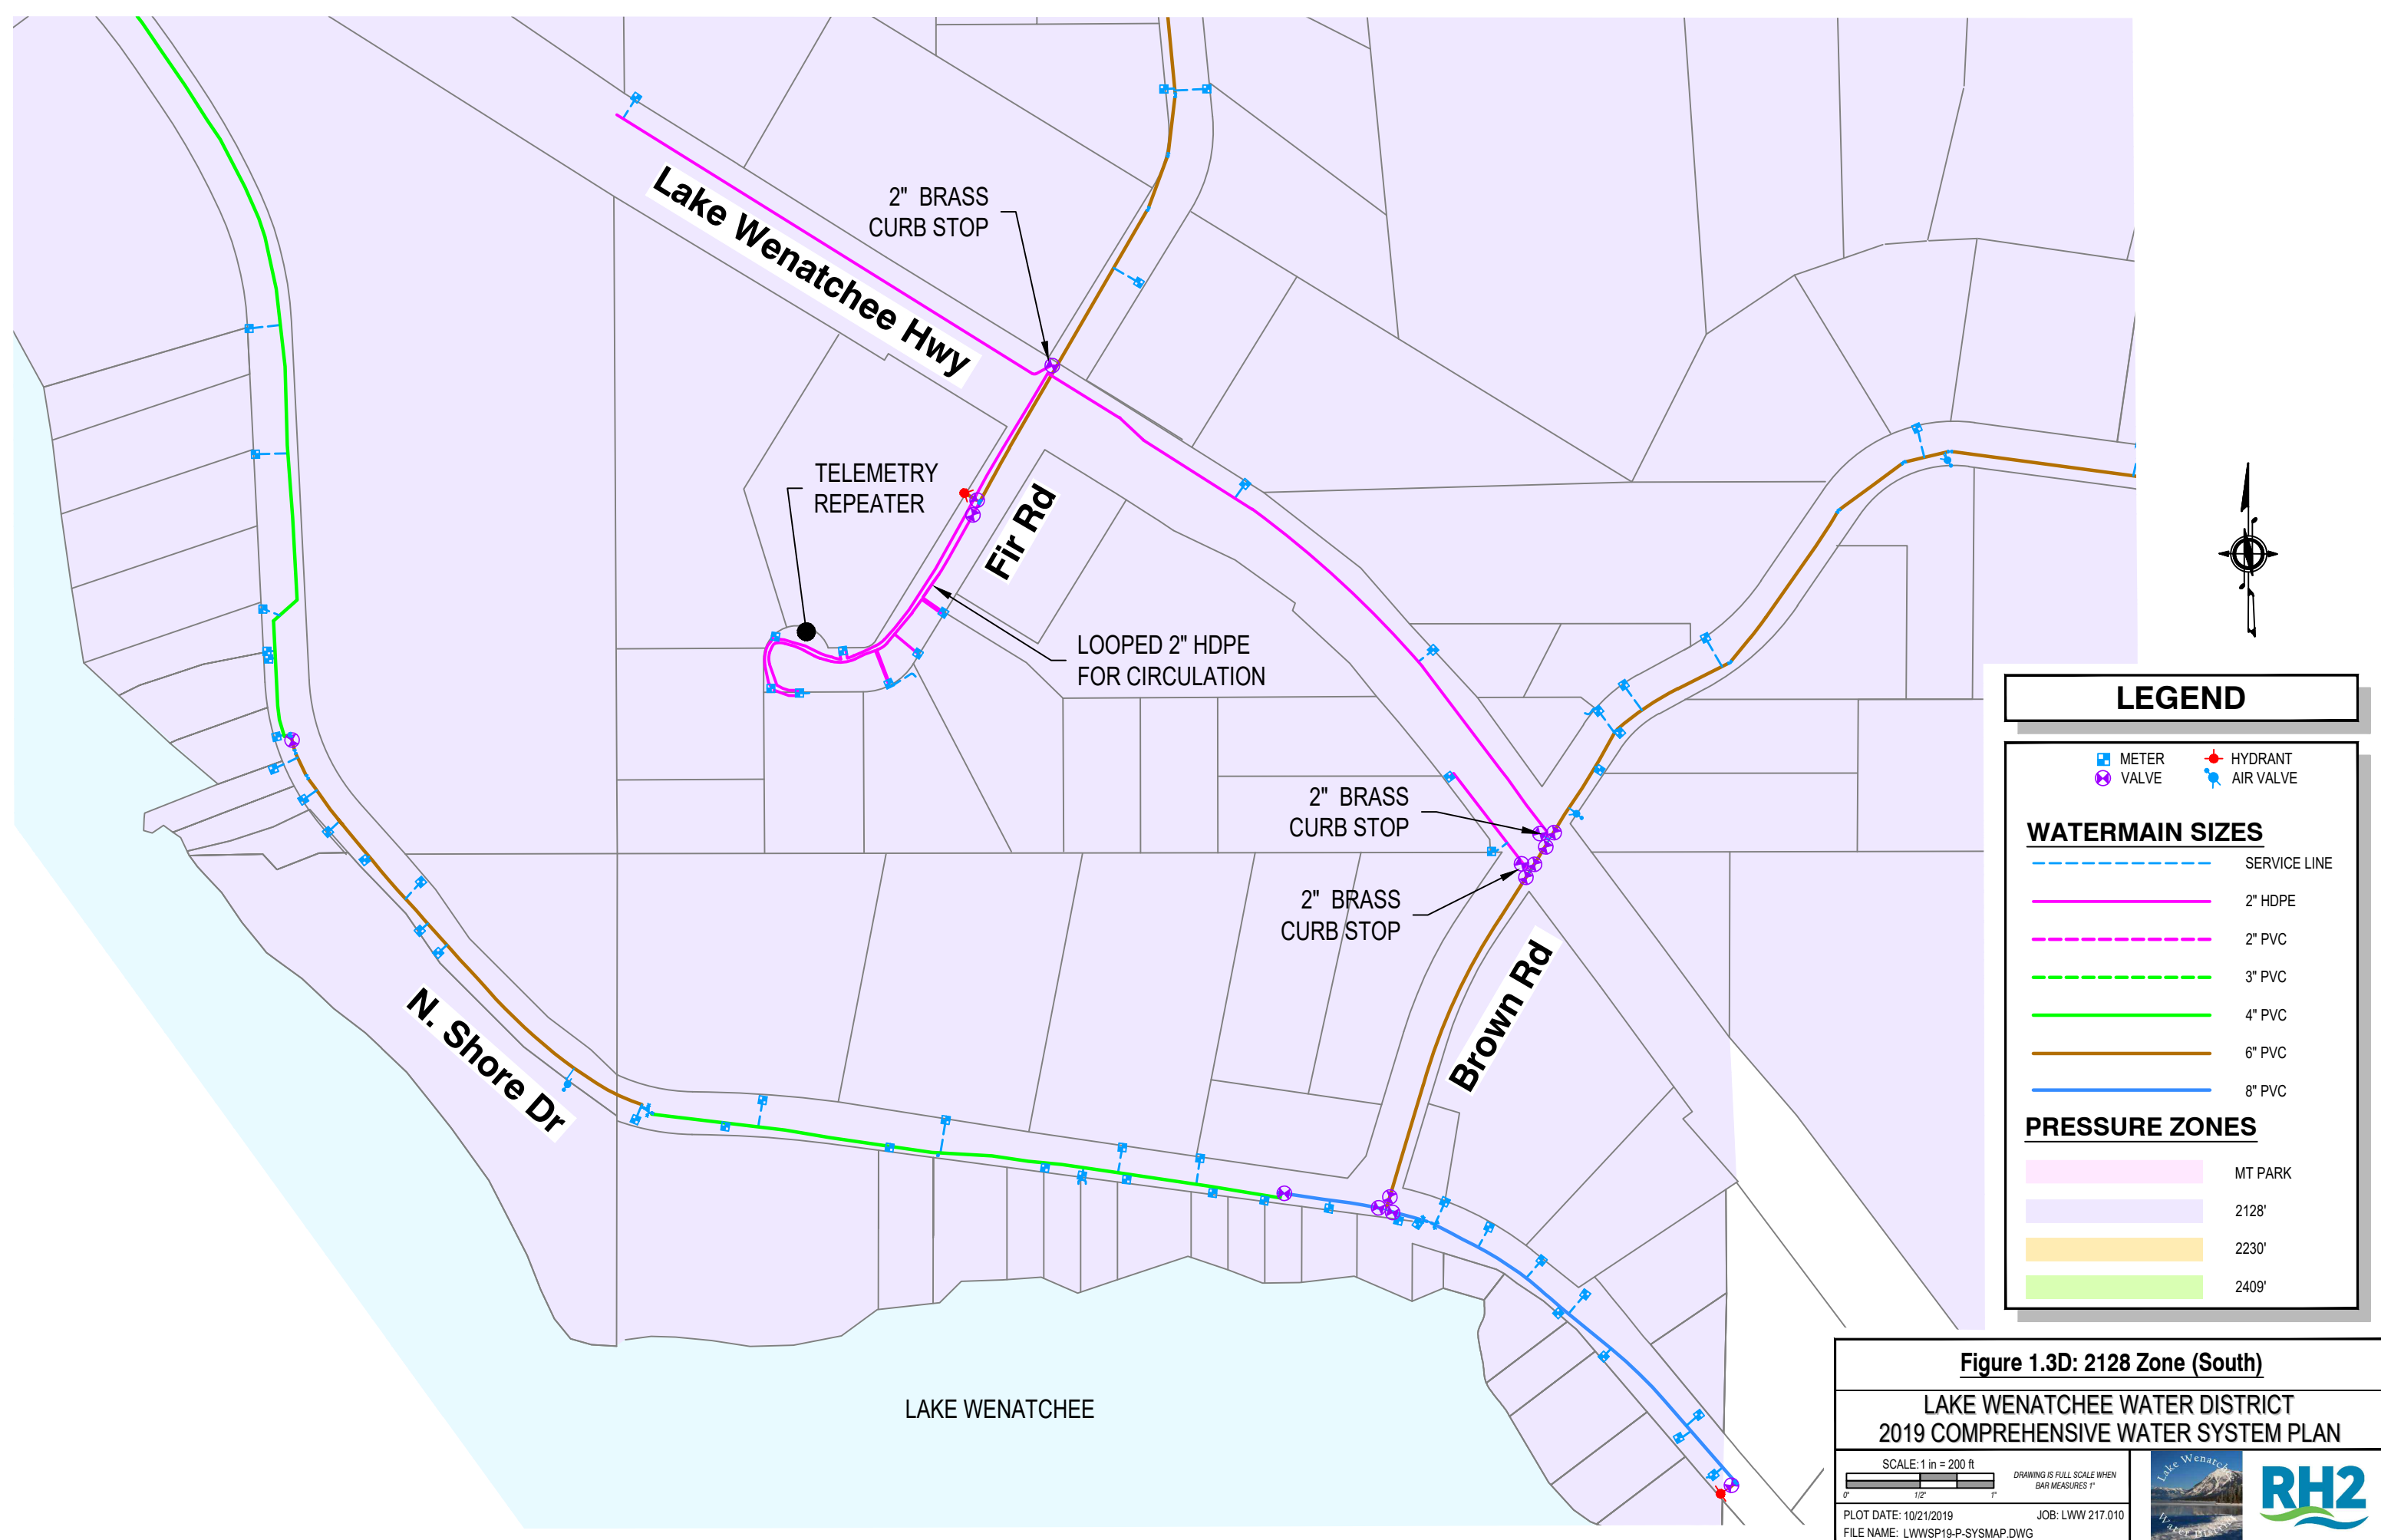 Lake Wenatchee Hwy
2" BRASS
CURB STOP
TELEMETRY
REPEATER
Fir Rd
LOOPED 2" HDPE
FOR CIRCULATION
2" BRASS
CURB STOP
2" BRASS
CURB STOP
Brown Rd
N. Shore Dr
LAKE WENATCHEE
LEGEND
METER
HYDRANT
VALVE
AIR VALVE
WATERMAIN SIZES
SERVICE LINE
2" HDPE
2" PVC
3" PVC
4" PVC
6" PVC
8" PVC
PRESSURE ZONES
MT PARK
2128'
2230'
2409'
Figure 1.3D: 2128 Zone (South)
LAKE WENATCHEE WATER DISTRICT
2019 COMPREHENSIVE WATER SYSTEM PLAN
SCALE: 1 in = 200 ft
0" 1/2" 1"
DRAWING IS FULL SCALE WHEN
BAR MEASURES 1"
PLOT DATE: 10/21/2019 JOB: LWW 217.010
FILE NAME: LWWSP19-P-SYSMAP.DWG
Lake
Water
RH2